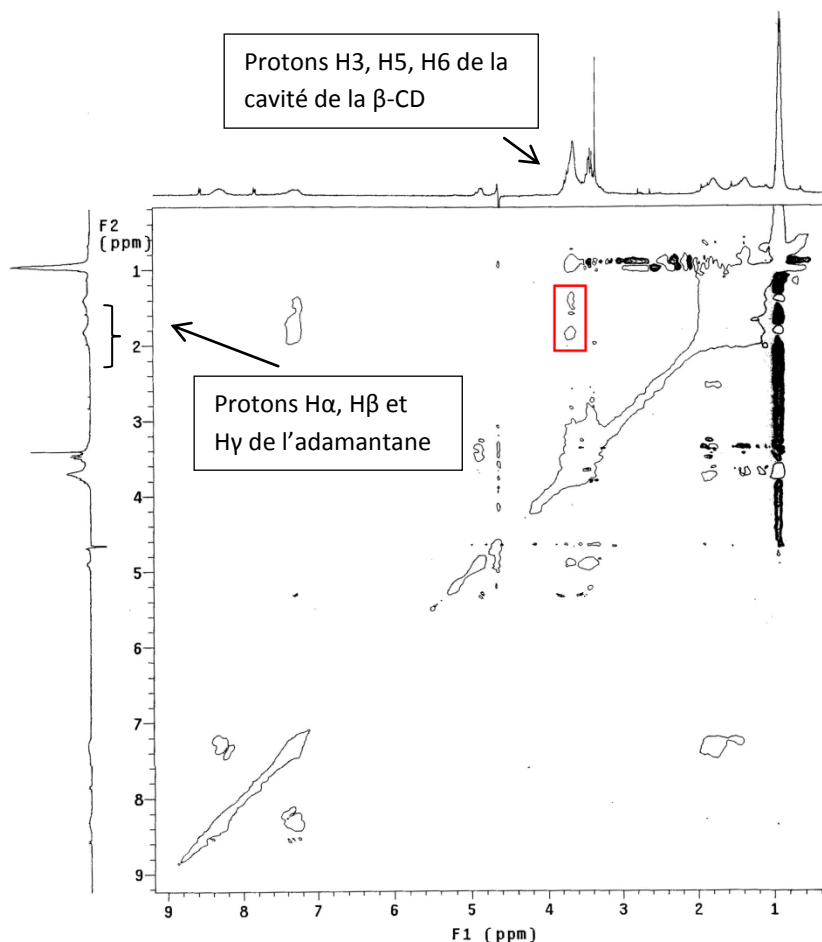 Protons H3, H5, H6 de la
cavité de la β-CD
F2
(ppm)
1
2
3
4
5
6
7
8
9
Protons Hα, Hβ et
Hγ de l’adamantane
9 8 7 6 5 4 3 2 1
F1 (ppm)